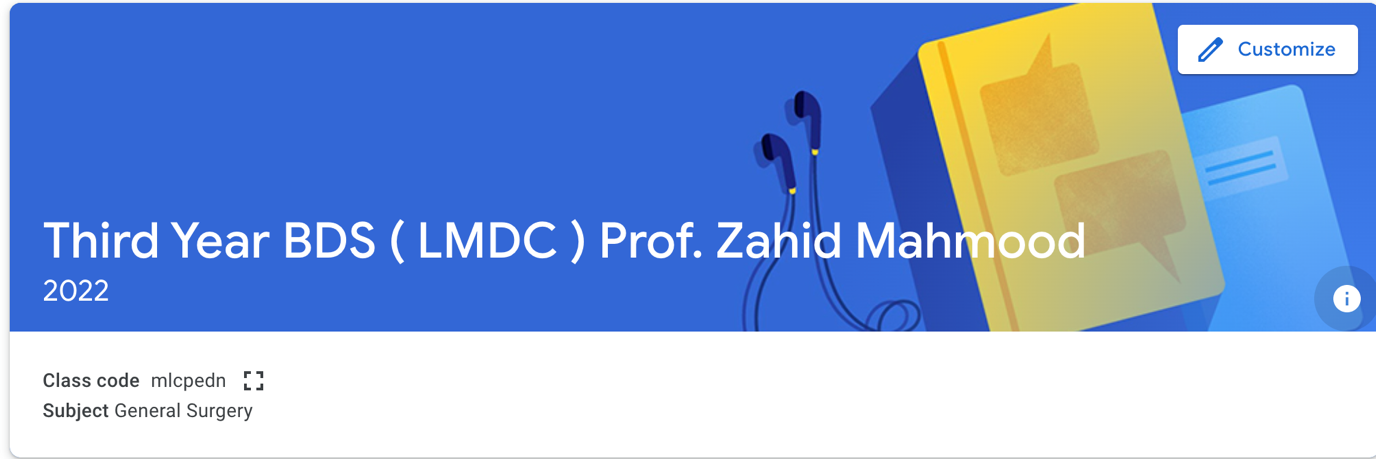 Customize
Third Year BDS ( LMDC ) Prof. Zahid Mahmood
2022
Class code mlcpedn
Subject General Surgery